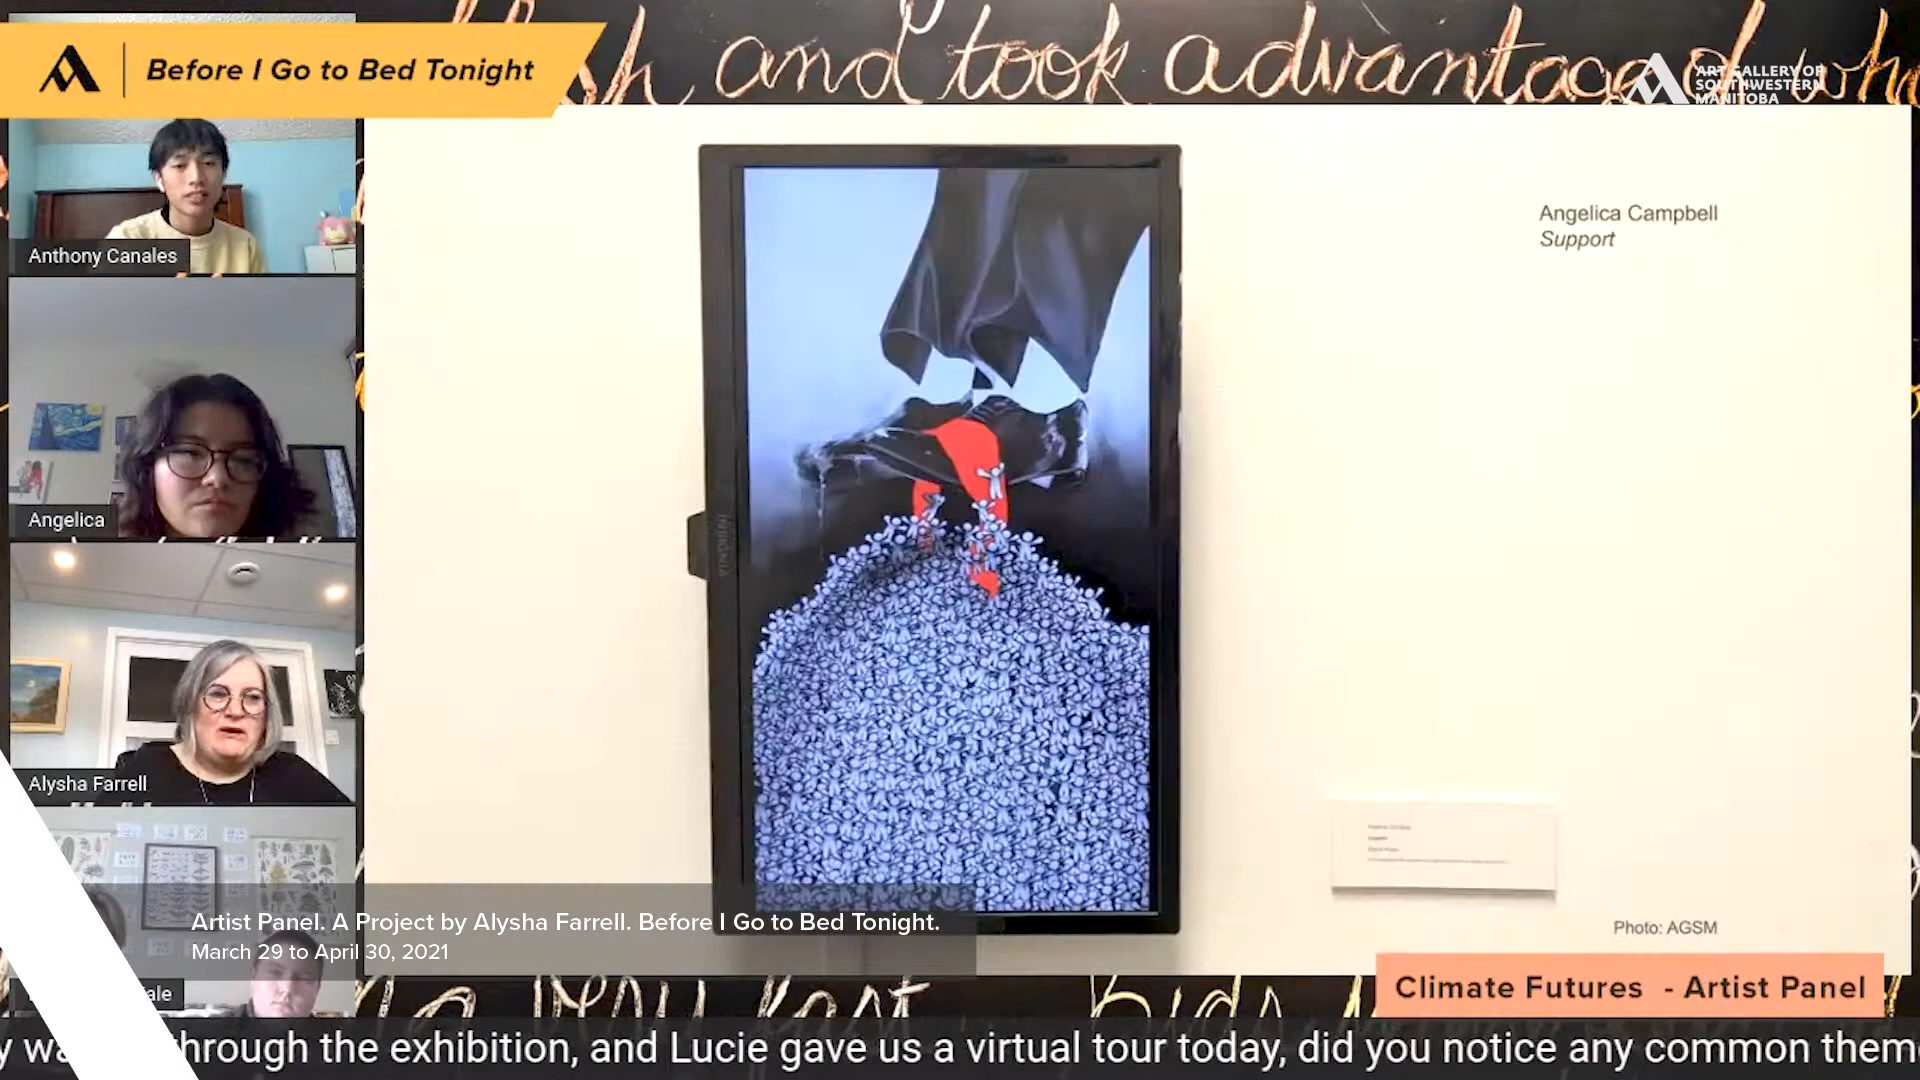 Before I Go to Bed Tonight
and took advantage
ART GALLERY OF
SOUTHWESTERN
MANITOBA
Anthony Canales
Angelica
Alysha Farrell
Angelica Campbell
Support
INSIGNIA
Artist Panel. A Project by Alysha Farrell. Before I Go to Bed Tonight.
March 29 to April 30, 2021
Photo: AGSM
Climate Futures - Artist Panel
through the exhibition, and Lucie gave us a virtual tour today, did you notice any common